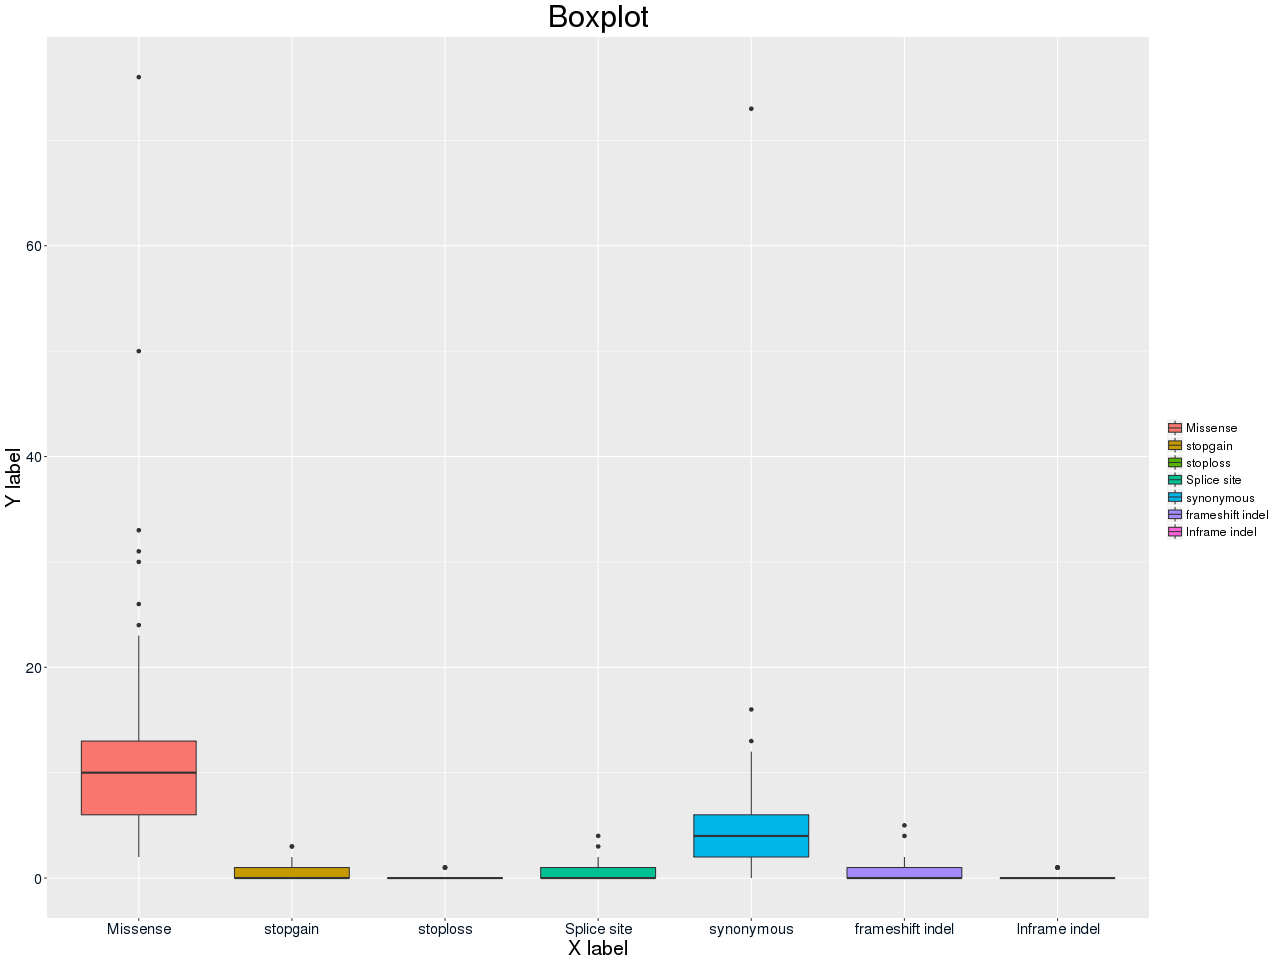 Boxplot
Y label
60
40
20
0
Missense
stopgain
stoploss
Splice site
synonymous
frameshift indel
Inframe indel
X label
Missense
stopgain
stoploss
Splice site
synonymous
frameshift indel
Inframe indel